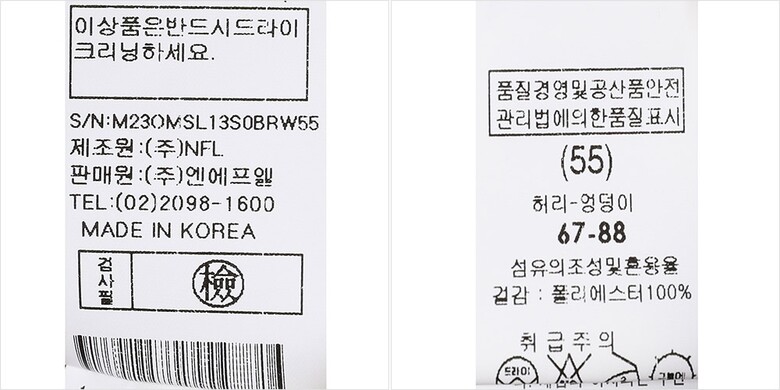 이상품은반드시드라이
크리닝하세요.
S/N:M23OMSL13S0BRW55
제조원:(주)NFL
판매원:(주)엔에프엘
TEL:(02)2098-1600
MADE IN KOREA
검사필
檢
품질경영및공산품안전
관리법에의한품질표시
(55)
허리-엉덩이
67-88
섬유의조성및혼용율
겉감 : 폴리에스터100%
취급주의
드라이